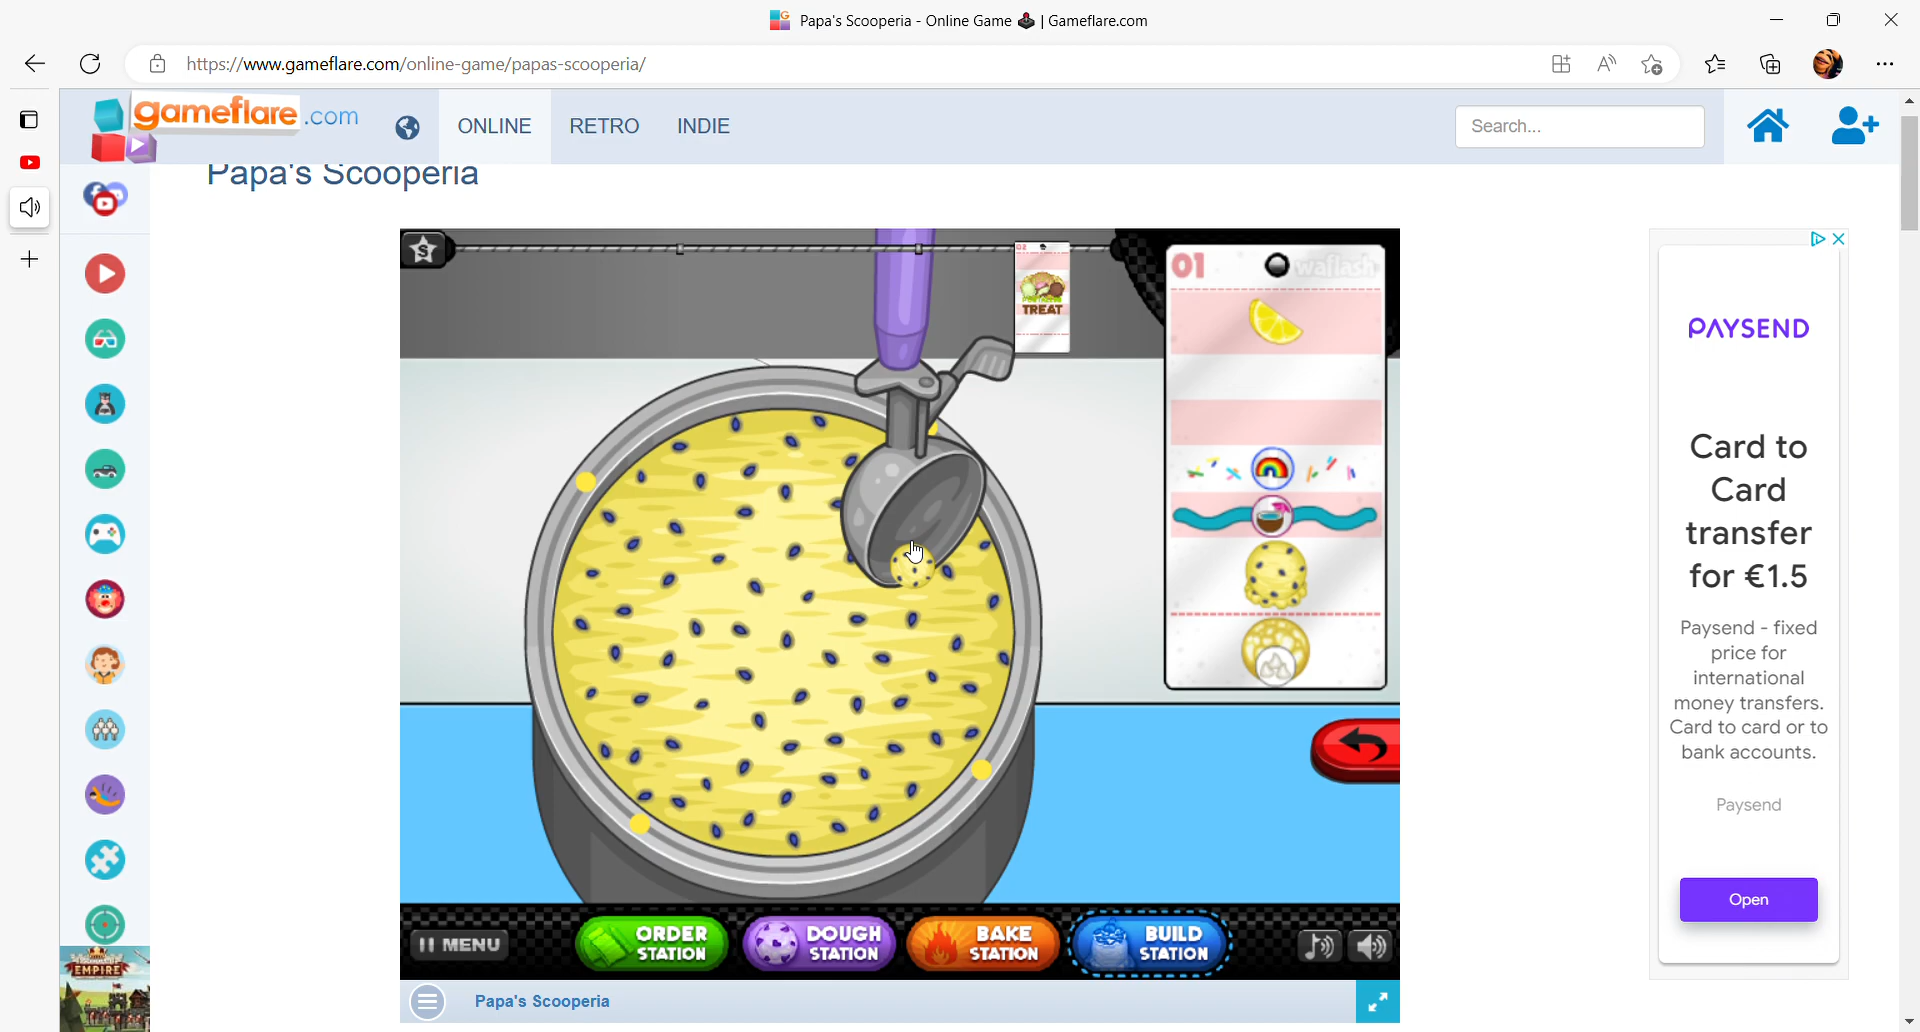 Papa's Scooperia - Online Game 🕹️ | Gameflare.com
https://www.gameflare.com/online-game/papas-scooperia/
gameflare.com
ONLINE
RETRO
INDIE
Search...
Papa's Scooperia
S
02
TREAT
01
waflash
MENU
ORDER STATION
DOUGH STATION
BAKE STATION
BUILD STATION
Papa's Scooperia
EMPIRE
PAYSEND
Card to
Card
transfer
for €1.5
Paysend - fixed
price for
international
money transfers.
Card to card or to
bank accounts.
Paysend
Open